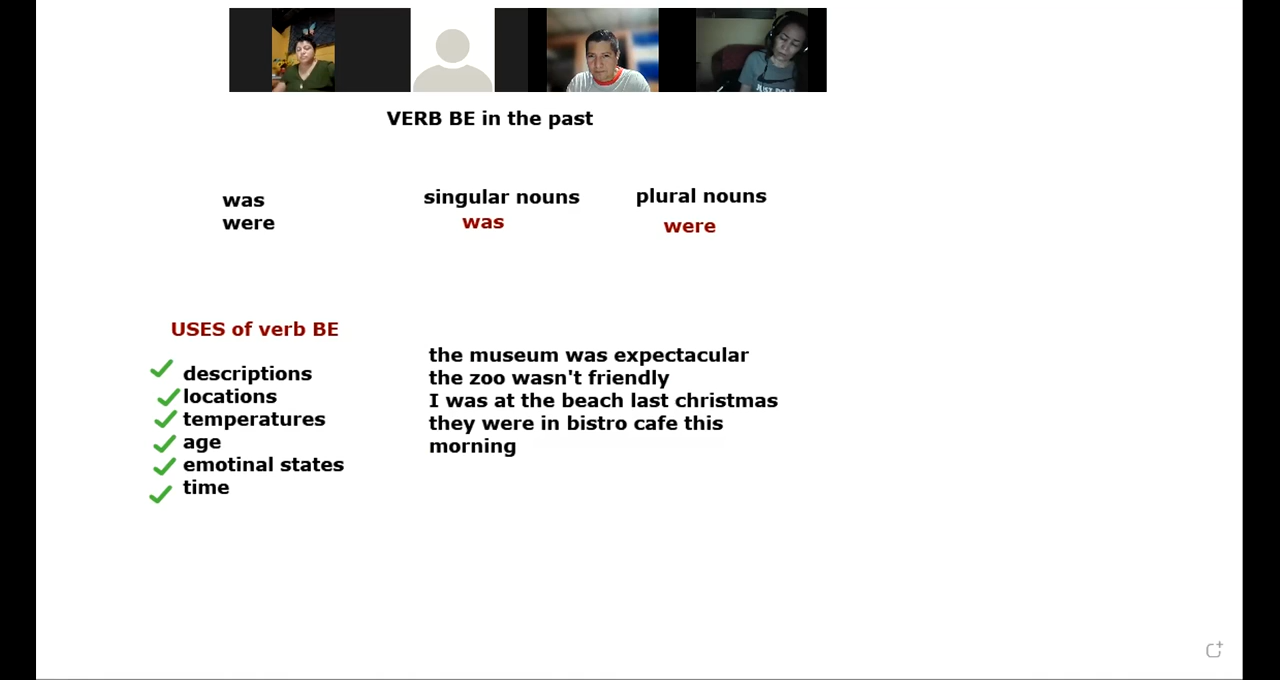 VERB BE in the past
was
were
singular nouns
was
plural nouns
were
USES of verb BE
descriptions
locations
temperatures
age
emotinal states
time
the museum was expectacular
the zoo wasn't friendly
I was at the beach last christmas
they were in bistro cafe this
morning